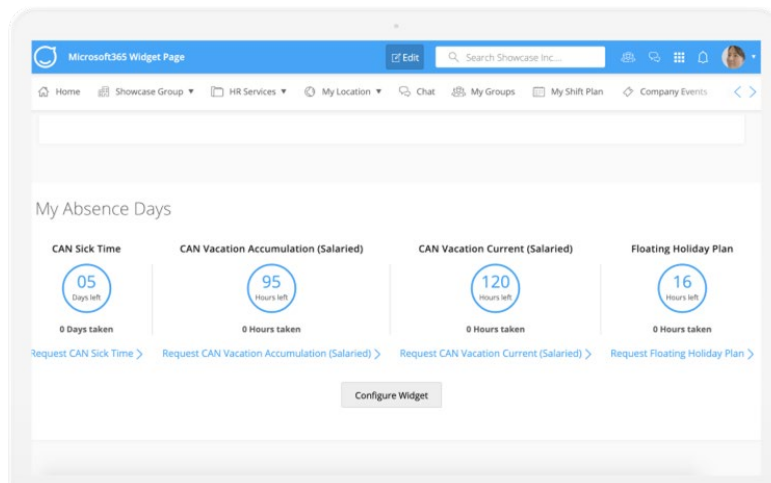 Microsoft365 Widget Page
Edit
Search Showcase Inc...
Home
Showcase Group
HR Services
My Location
Chat
My Groups
My Shift Plan
Company Events
My Absence Days
CAN Sick Time
CAN Vacation Accumulation (Salaried)
CAN Vacation Current (Salaried)
Floating Holiday Plan
05
Days left
95
Hours left
120
Hours left
16
Hours left
0 Days taken
0 Hours taken
0 Hours taken
0 Hours taken
Request CAN Sick Time
Request CAN Vacation Accumulation (Salaried)
Request CAN Vacation Current (Salaried)
Request Floating Holiday Plan
Configure Widget